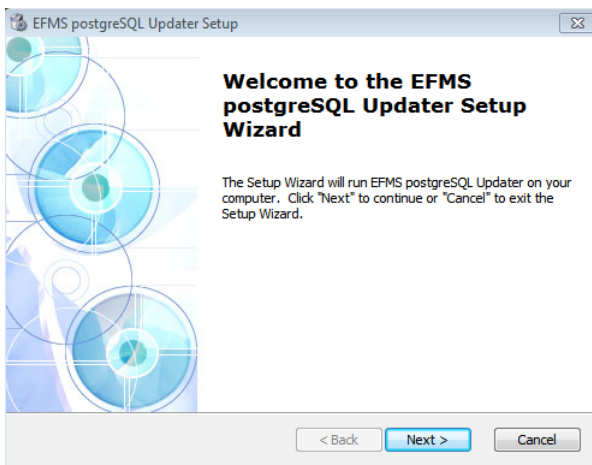 EFMS postgreSQL Updater Setup
Welcome to the EFMS
postgreSQL Updater Setup
Wizard
The Setup Wizard will run EFMS postgreSQL Updater on your
computer. Click "Next" to continue or "Cancel" to exit the
Setup Wizard.
< Back Next > Cancel